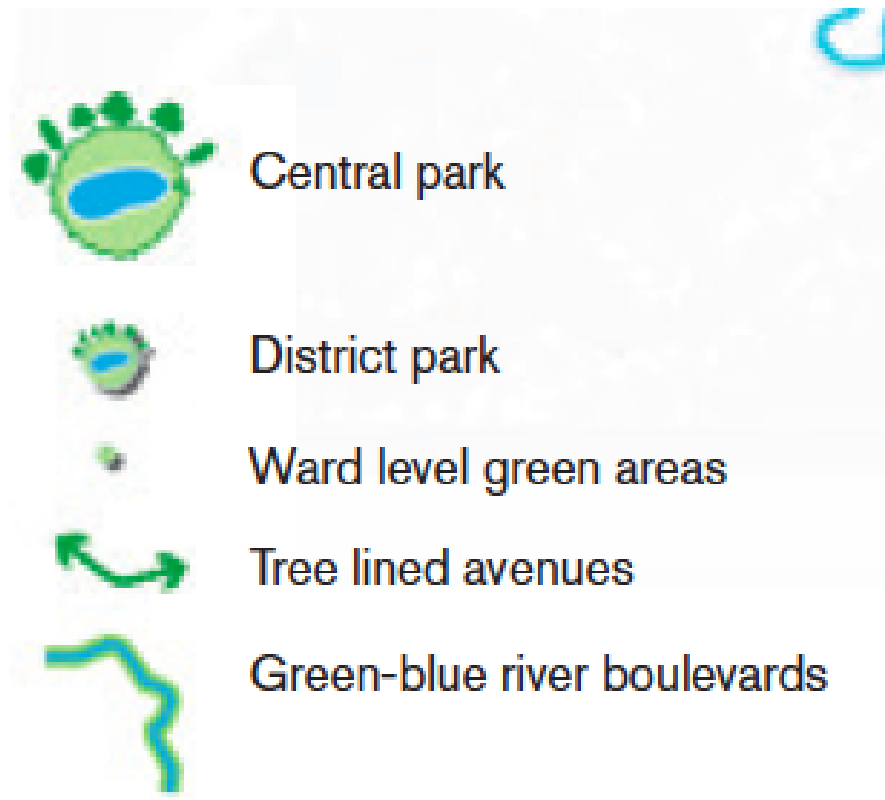 Central park
District park
Ward level green areas
Tree lined avenues
Green-blue river boulevards